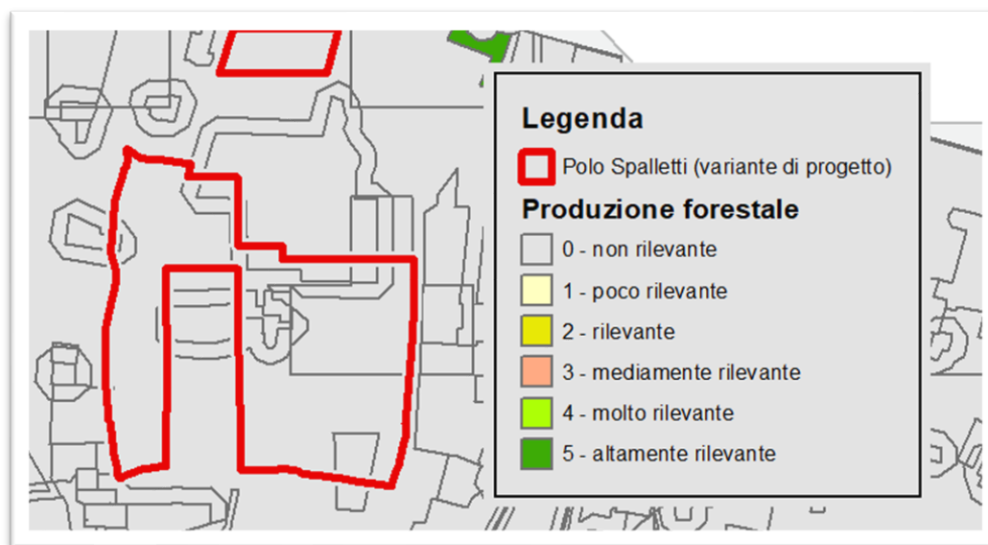 Legenda
Polo Spalletti (variante di progetto)
Produzione forestale
0 - non rilevante
1 - poco rilevante
2 - rilevante
3 - mediamente rilevante
4 - molto rilevante
5 - altamente rilevante